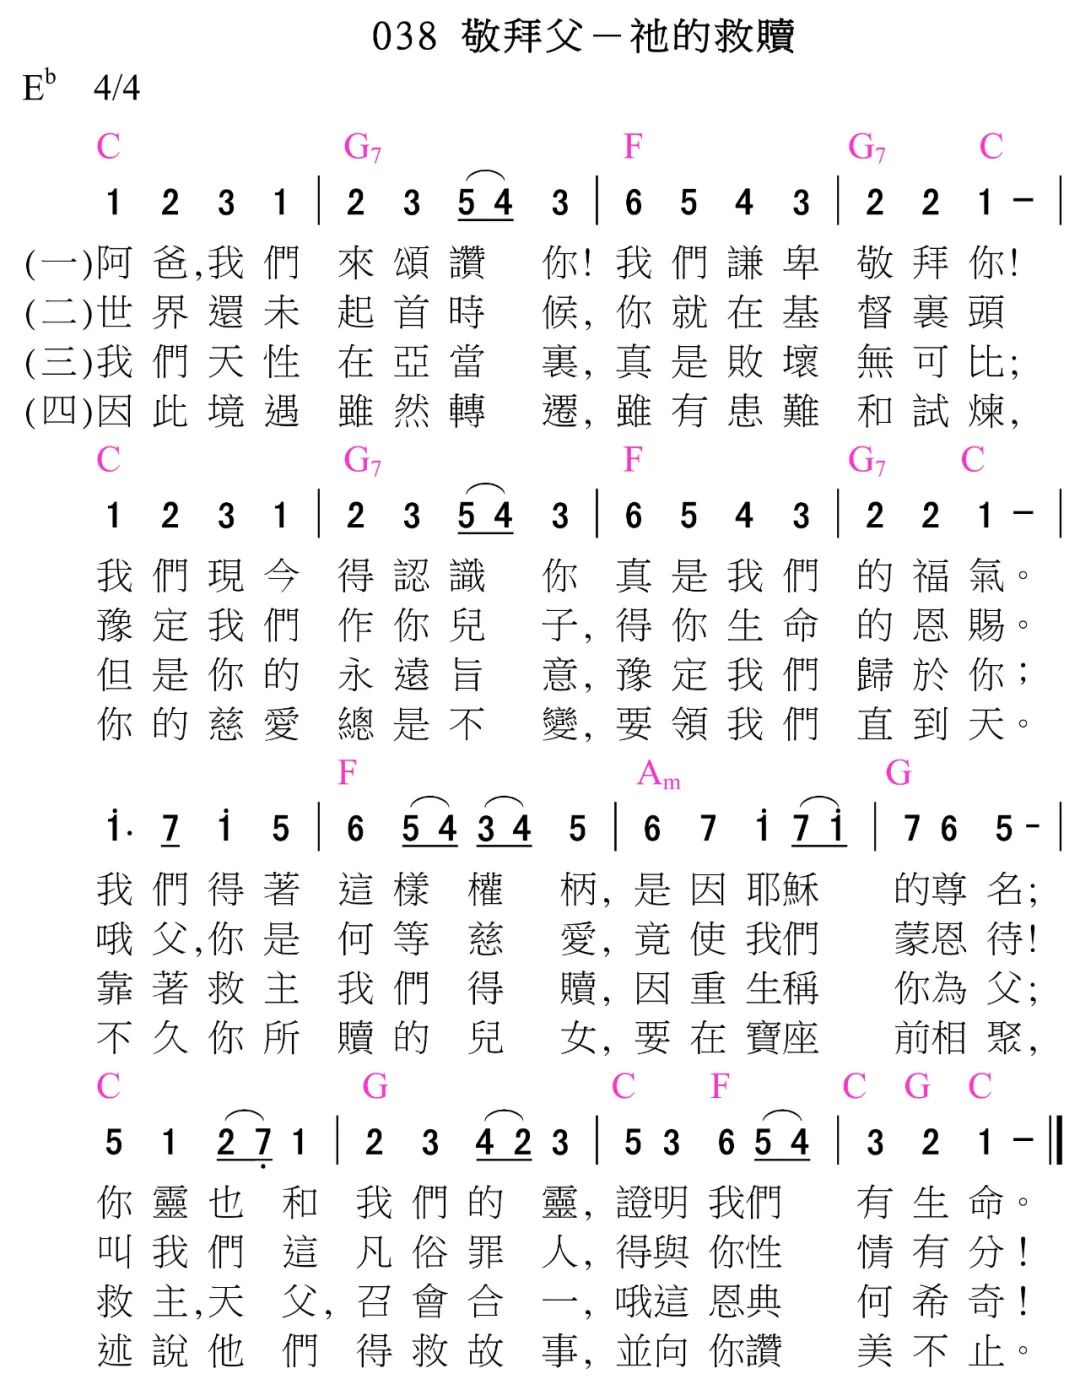 038 敬拜父－祂的救贖
E♭ 4/4
C G7 F G7 C
1 2 3 1 | 2 3 5 4 3 | 6 5 4 3 | 2 2 1 － |
(一)阿爸,我們來頌讚你!我們謙卑敬拜你!
(二)世界還未起首時候,你就在基督裏頭
(三)我們天性在亞當裏,真是敗壞無可比;
(四)因此境遇雖然轉遷,雖有患難和試煉,
C G7 F G7 C
1 2 3 1 | 2 3 5 4 3 | 6 5 4 3 | 2 2 1 － |
我們現今得認識你真是我們的福氣。
豫定我們作你兒子,得你生命的恩賜。
但是你的永遠旨意,豫定我們歸於你；
你的慈愛總是不變,要領我們直到天。
F Am G
i̇. 7 i̇ 5 | 6 5 4 3 4 5 | 6 7 i̇ 7 i̇ | 7 6 5 - |
我們得著這樣權柄,是因耶穌的尊名;
哦父,你是何等慈愛,竟使我們蒙恩待!
靠著救主我們得贖,因重生稱你為父;
不久你所贖的兒女,要在寶座前相聚,
C G C F C G C
5 1 2 7̣ 1 | 2 3 4 2 3 | 5 3 6 5 4 | 3 2 1 － ‖
你靈也和我們的靈,證明我們有生命。
叫我們這凡俗罪人,得與你性情有分!
救主,天父,召會合一,哦這恩典何希奇!
述說他們得救故事,並向你讚美不止。